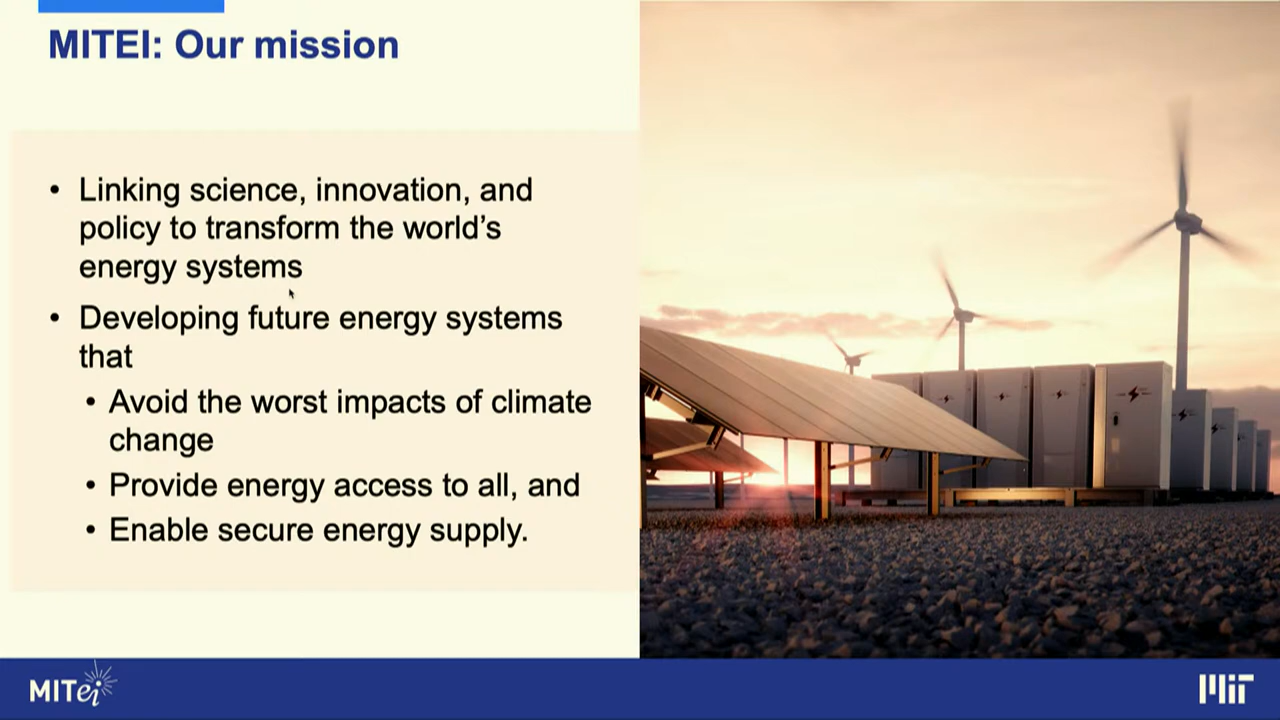 MITEI: Our mission
• Linking science, innovation, and
policy to transform the world’s
energy systems
• Developing future energy systems
that
• Avoid the worst impacts of climate
change
• Provide energy access to all, and
• Enable secure energy supply.
MITei
MIT